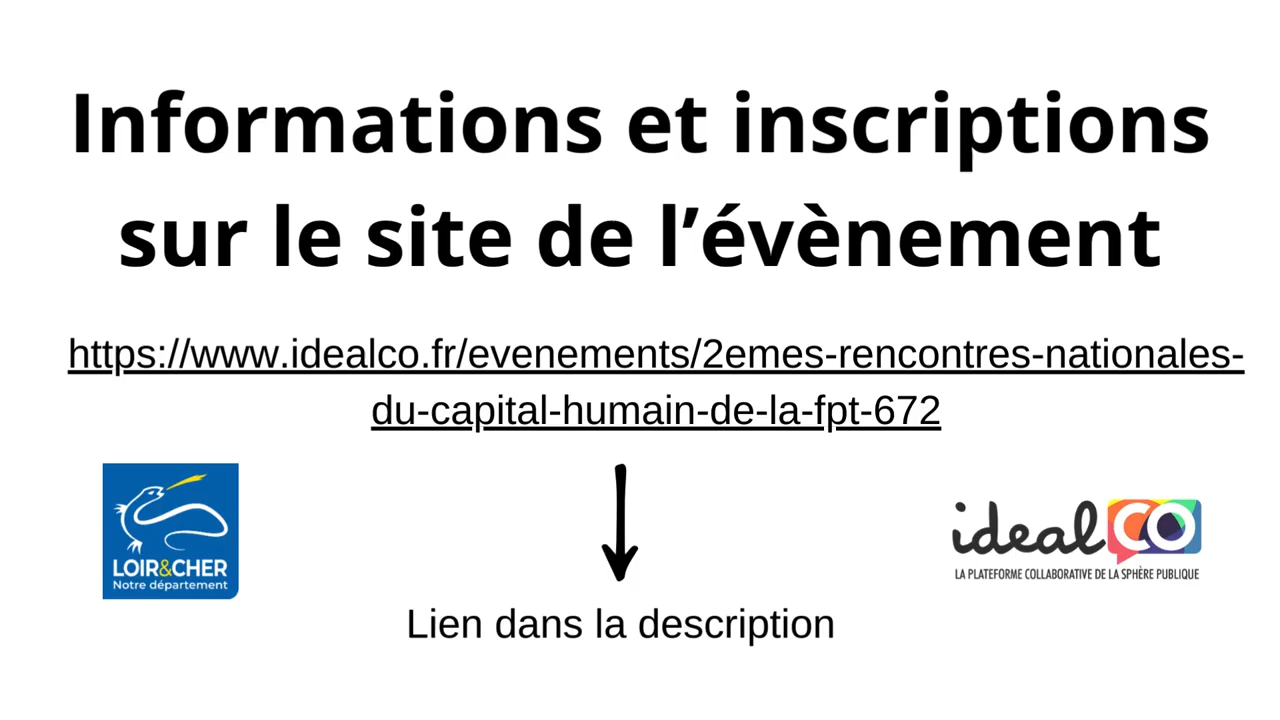 Informations et inscriptions
sur le site de l’évènement
https://www.idealco.fr/evenements/2emes-rencontres-nationales-
du-capital-humain-de-la-fpt-672
LOIR&CHER
Notre département
idealCO
LA PLATEFORME COLLABORATIVE DE LA SPHÈRE PUBLIQUE
Lien dans la description